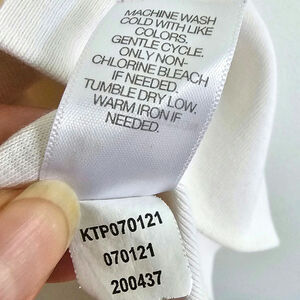 MACHINE WASH
COLD WITH LIKE
COLORS.
GENTLE CYCLE.
ONLY NON-
CHLORINE BLEACH
IF NEEDED.
TUMBLE DRY LOW.
WARM IRON IF
NEEDED.
KTP070121
070121
200437